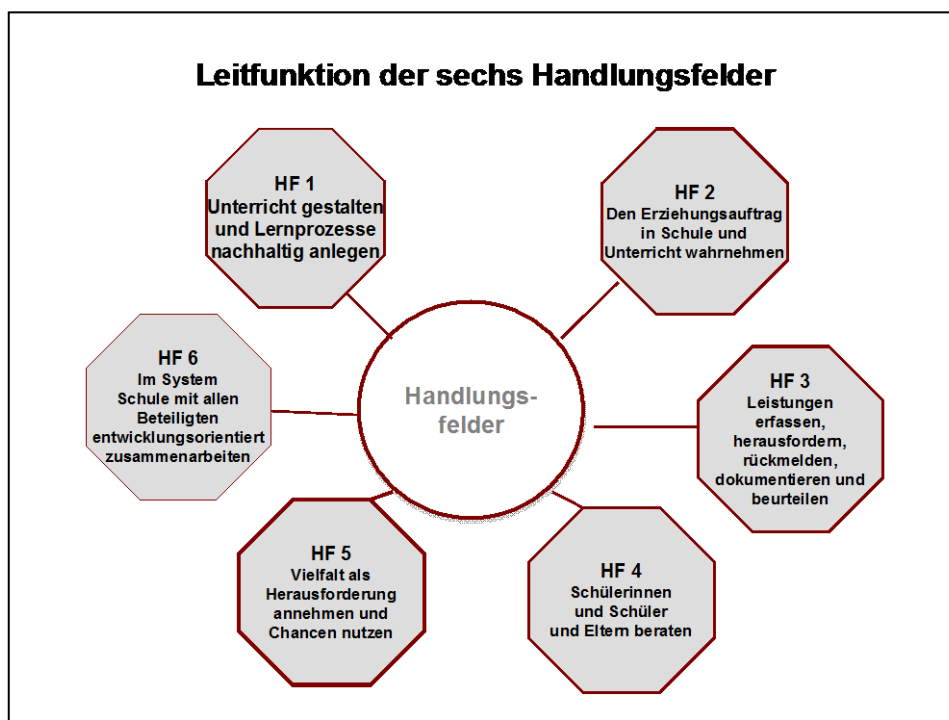 Leitfunktion der sechs Handlungsfelder
HF 1
Unterricht gestalten
und Lernprozesse
nachhaltig anlegen
HF 2
Den Erziehungsauftrag
in Schule und
Unterricht wahrnehmen
HF 3
Leistungen
erfassen,
herausfordern,
rückmelden,
dokumentieren und
beurteilen
HF 4
Schülerinnen
und Schüler
und Eltern beraten
HF 5
Vielfalt als
Herausforderung
annehmen und
Chancen nutzen
HF 6
Im System
Schule mit allen
Beteiligten
entwicklungsorientiert
zusammenarbeiten
Handlungs-
felder